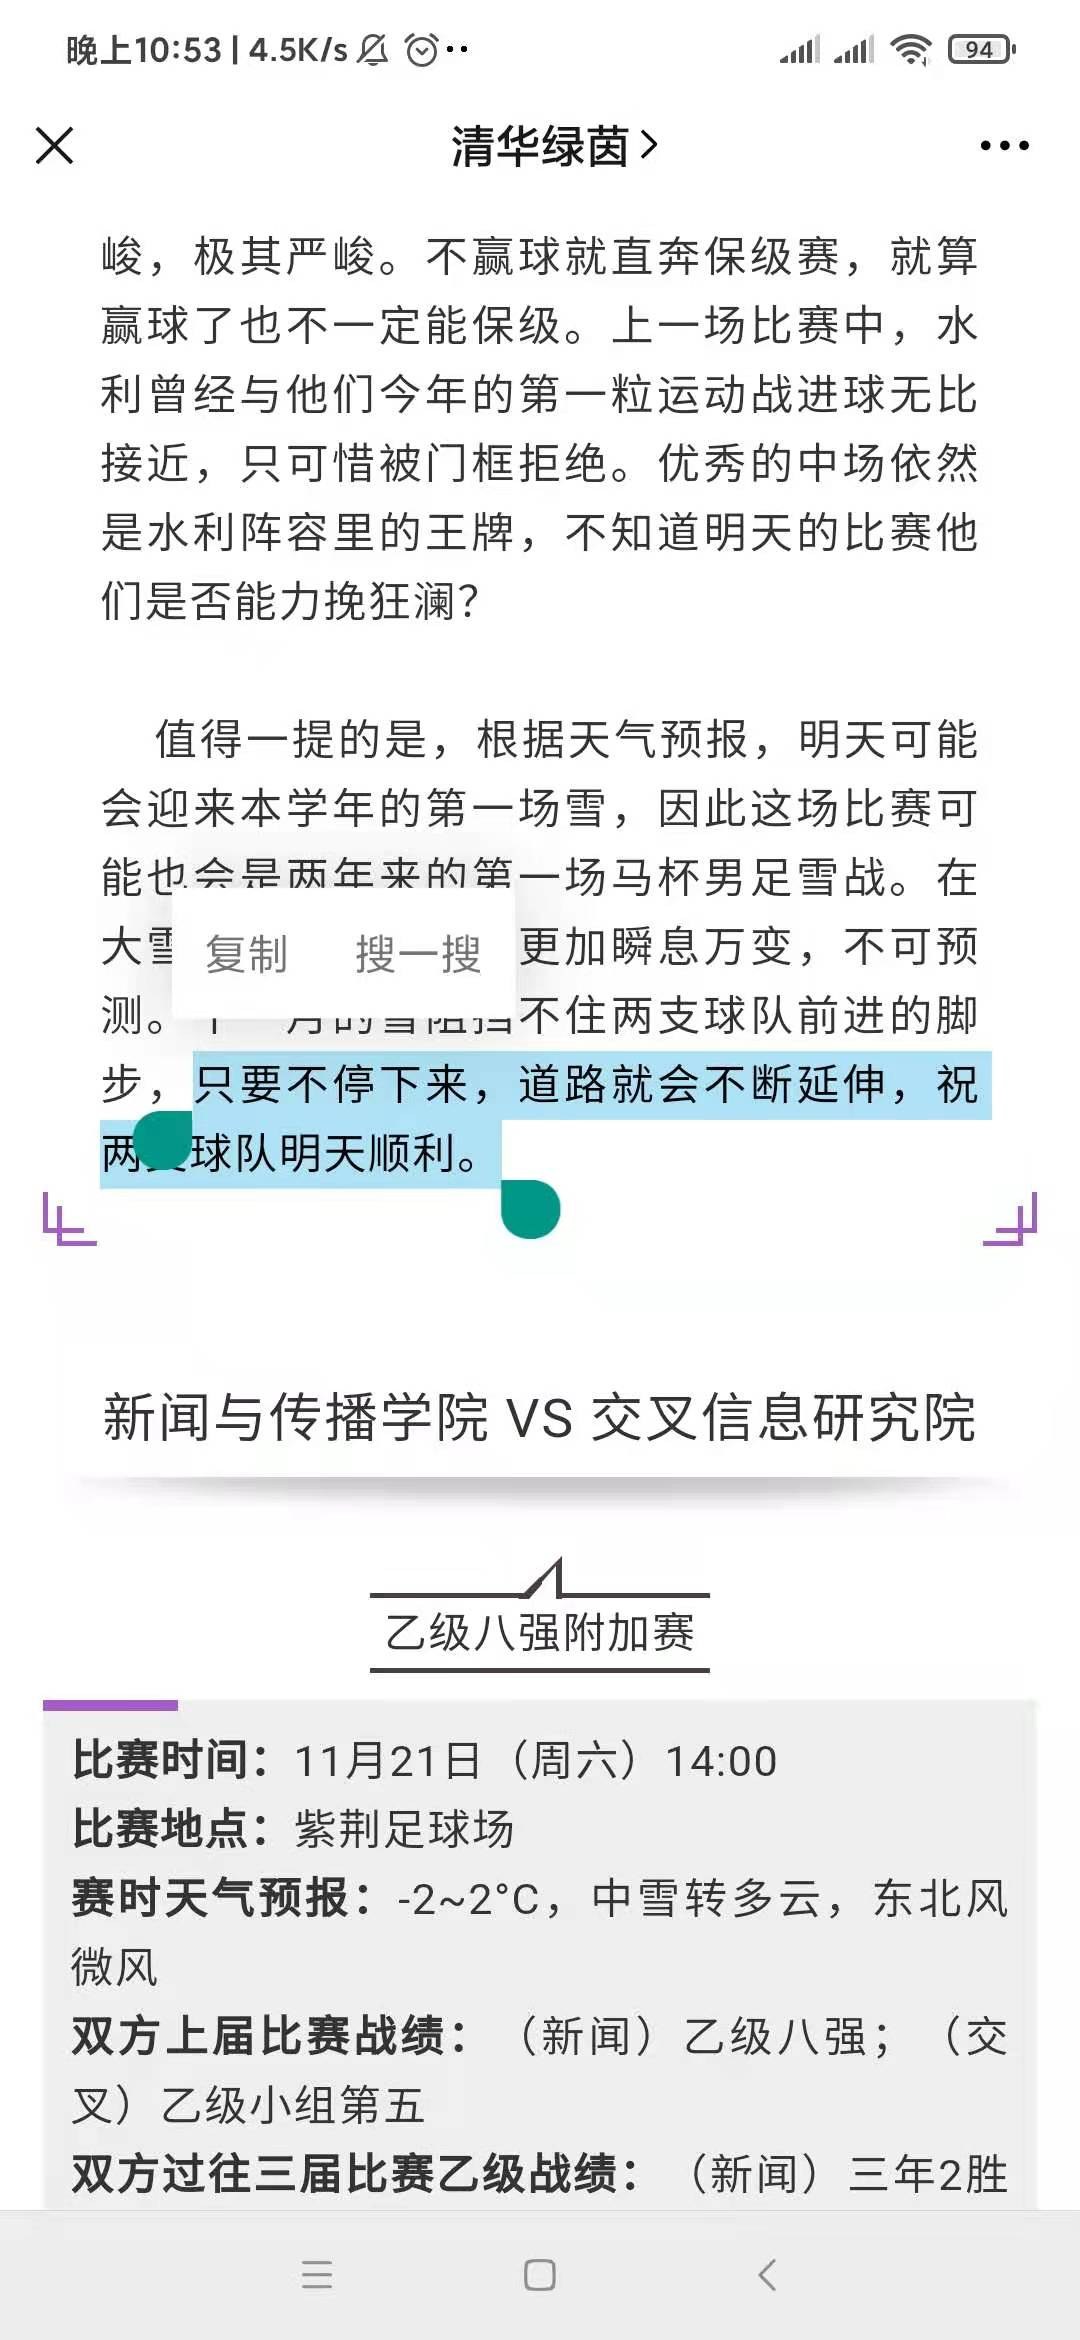 晚上10:53 | 4.5K/s
94
清华绿茵
峻，极其严峻。不赢球就直奔保级赛，就算
赢球了也不一定能保级。上一场比赛中，水
利曾经与他们今年的第一粒运动战进球无比
接近，只可惜被门框拒绝。优秀的中场依然
是水利阵容里的王牌，不知道明天的比赛他
们是否能力挽狂澜？
值得一提的是，根据天气预报，明天可能
会迎来本学年的第一场雪，因此这场比赛可
能也会是两年来的第一场马杯男足雪战。在
大雪 更加瞬息万变，不可预
复制 搜一搜
测。十一月的雪阻挡不住两支球队前进的脚
步，只要不停下来，道路就会不断延伸，祝
两支球队明天顺利。
新闻与传播学院 VS 交叉信息研究院
乙级八强附加赛
比赛时间：11月21日（周六）14:00
比赛地点：紫荆足球场
赛时天气预报：-2~2°C，中雪转多云，东北风
微风
双方上届比赛战绩：（新闻）乙级八强；（交
叉）乙级小组第五
双方过往三届比赛乙级战绩：（新闻）三年2胜